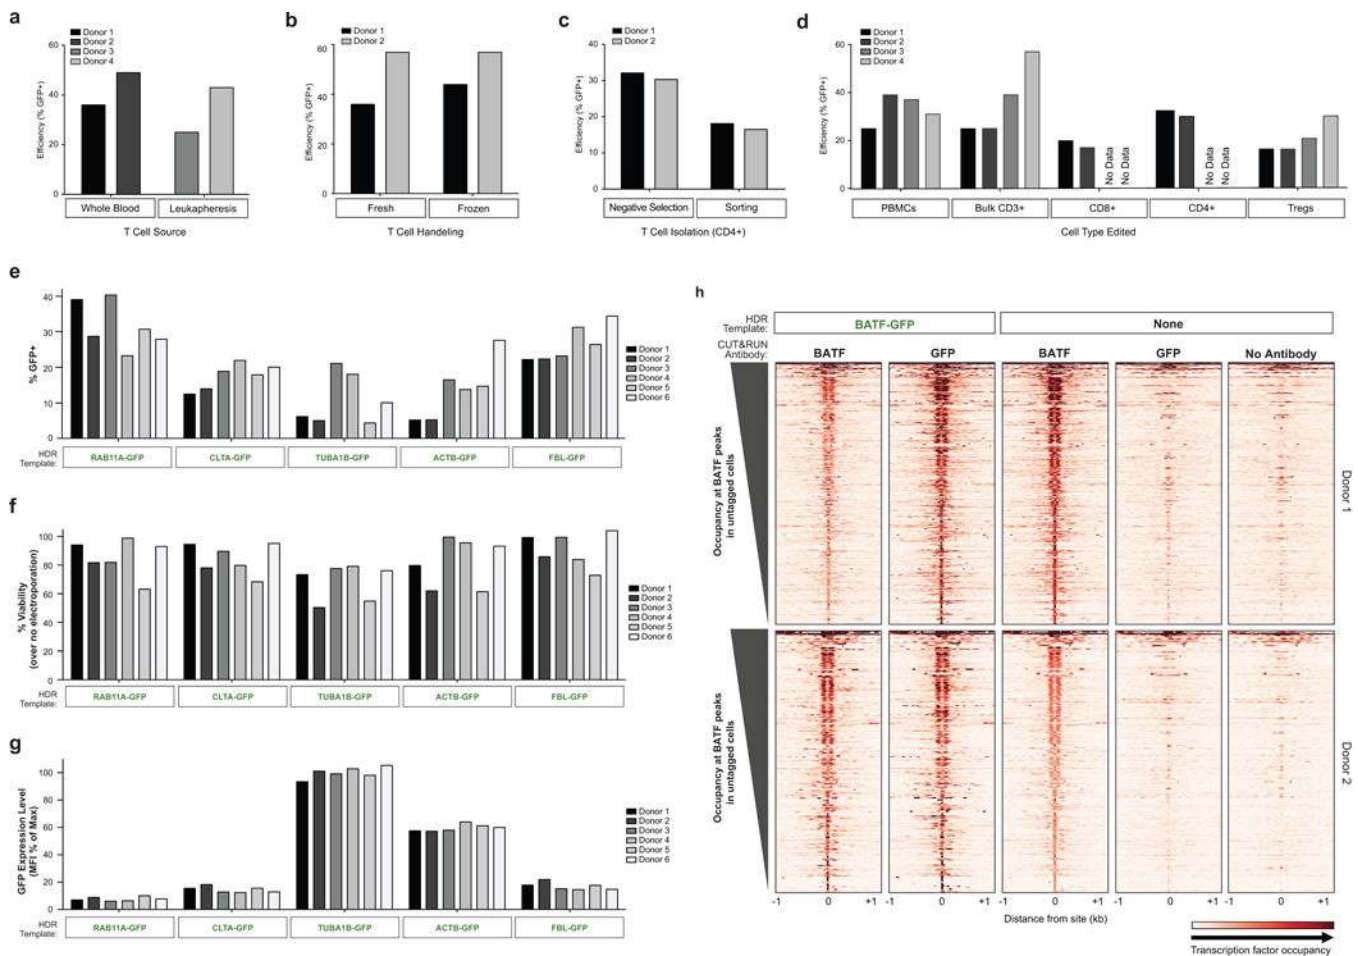 a
Donor 1
Donor 2
Donor 3
Donor 4
Efficiency (% GFP+)
60
40
20
0
Whole Blood
Leukapheresis
T Cell Source
b
Donor 1
Donor 2
Efficiency (% GFP+)
60
40
20
0
Fresh
Frozen
T Cell Handeling
c
Donor 1
Donor 2
Efficiency (% GFP+)
40
30
20
10
0
Negative Selection
Sorting
T Cell Isolation (CD4+)
d
Donor 1
Donor 2
Donor 3
Donor 4
Efficiency (% GFP+)
60
40
20
0
No Data
No Data
No Data
No Data
PBMCs
Bulk CD3+
CD8+
CD4+
Tregs
Cell Type Edited
e
% GFP+
40
30
20
10
0
Donor 1
Donor 2
Donor 3
Donor 4
Donor 5
Donor 6
HDR
Template:
RAB11A-GFP
CLTA-GFP
TUBA1B-GFP
ACTB-GFP
FBL-GFP
f
% Viability
(over no electroporation)
100
80
60
40
20
0
Donor 1
Donor 2
Donor 3
Donor 4
Donor 5
Donor 6
HDR
Template:
RAB11A-GFP
CLTA-GFP
TUBA1B-GFP
ACTB-GFP
FBL-GFP
g
GFP Expression Level
(MFI % of Max)
100
80
60
40
20
0
Donor 1
Donor 2
Donor 3
Donor 4
Donor 5
Donor 6
HDR
Template:
RAB11A-GFP
CLTA-GFP
TUBA1B-GFP
ACTB-GFP
FBL-GFP
h
HDR
Template:
BATF-GFP
None
CUT&RUN
Antibody:
BATF
GFP
BATF
GFP
No Antibody
Occupancy at BATF peaks
in untagged cells
Donor 1
Occupancy at BATF peaks
in untagged cells
Donor 2
-1 0 +1
-1 0 +1
-1 0 +1
-1 0 +1
-1 0 +1
Distance from site (kb)
Transcription factor occupancy